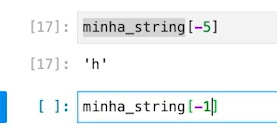 [17]: minha_string[-5]
[17]: 'h'
[ ]: minha_string[-1]